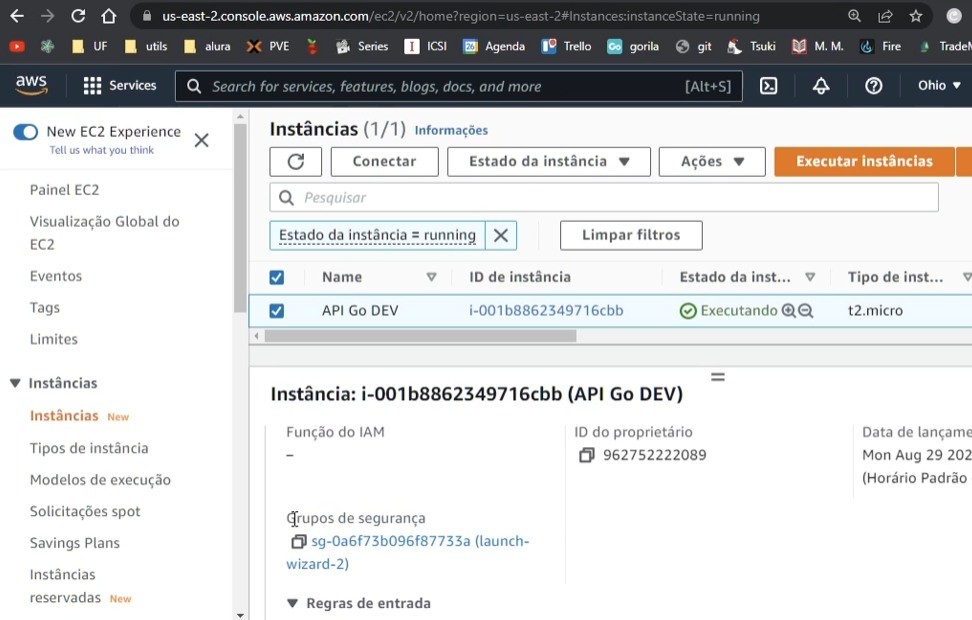 us-east-2.console.aws.amazon.com/ec2/v2/home?region=us-east-2#Instances:instanceState=running
UF utils alura PVE Series ICSI Agenda Trello gorila git Tsuki M. M. Fire TradeM
aws Services Search for services, features, blogs, docs, and more [Alt+S] Ohio
New EC2 Experience
Tell us what you think
Painel EC2
Visualização Global do
EC2
Eventos
Tags
Limites
Instâncias
Instâncias New
Tipos de instância
Modelos de execução
Solicitações spot
Savings Plans
Instâncias
reservadas New
Instâncias (1/1) Informações
Conectar Estado da instância Ações Executar instâncias
Pesquisar
Estado da instância = running Limpar filtros
Name ID de instância Estado da inst... Tipo de inst...
API Go DEV i-001b8862349716cbb Executando t2.micro
Instância: i-001b8862349716cbb (API Go DEV)
Função do IAM
–
ID do proprietário
962752222089
Data de lançame
Mon Aug 29 202
(Horário Padrão
Grupos de segurança
sg-0a6f73b096f87733a (launch-
wizard-2)
Regras de entrada